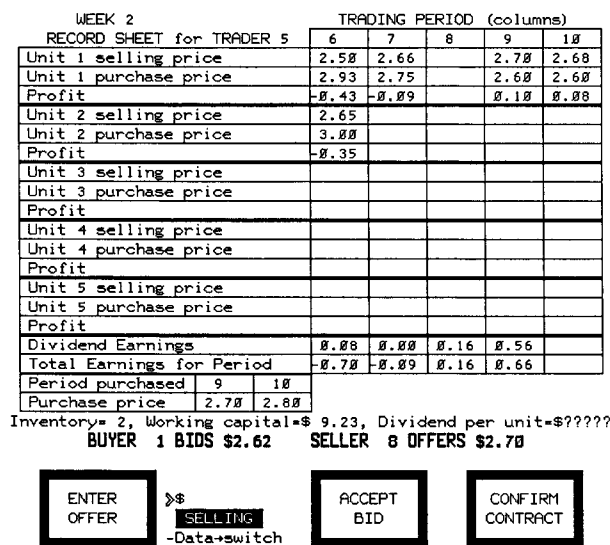 WEEK 2 TRADING PERIOD (columns)
RECORD SHEET for TRADER 5 6 7 8 9 10
Unit 1 selling price 2.50 2.66 2.70 2.68
Unit 1 purchase price 2.93 2.75 2.60 2.60
Profit -0.43 -0.09 0.10 0.08
Unit 2 selling price 2.65
Unit 2 purchase price 3.00
Profit -0.35
Unit 3 selling price
Unit 3 purchase price
Profit
Unit 4 selling price
Unit 4 purchase price
Profit
Unit 5 selling price
Unit 5 purchase price
Profit
Dividend Earnings 0.08 0.00 0.16 0.56
Total Earnings for Period -0.70 -0.09 0.16 0.66
Period purchased 9 10
Purchase price 2.70 2.80
Inventory= 2, Working capital=$ 9.23, Dividend per unit=$?????
BUYER 1 BIDS $2.62 SELLER 8 OFFERS $2.70
ENTER OFFER
>$
SELLING
-Data→switch
ACCEPT BID
CONFIRM CONTRACT